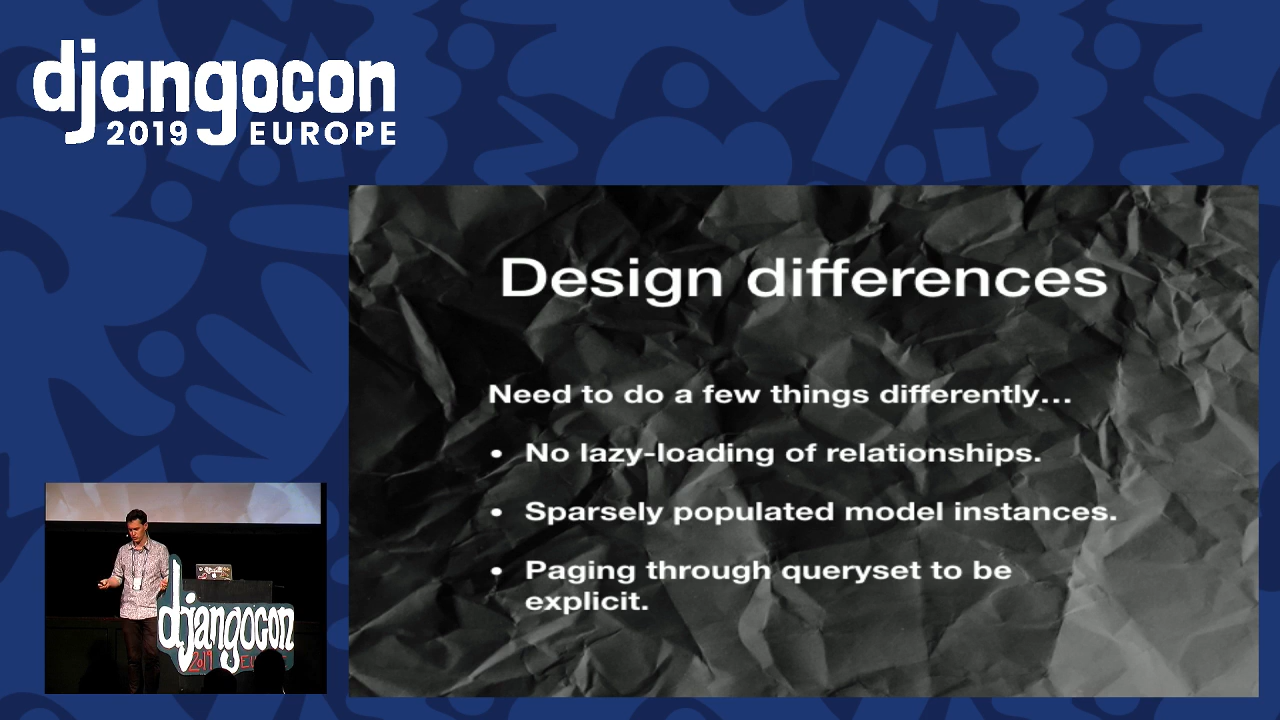 djangocon
2019 EUROPE
Design differences
Need to do a few things differently...
• No lazy-loading of relationships.
• Sparsely populated model instances.
• Paging through queryset to be
explicit.
djangocon
2019